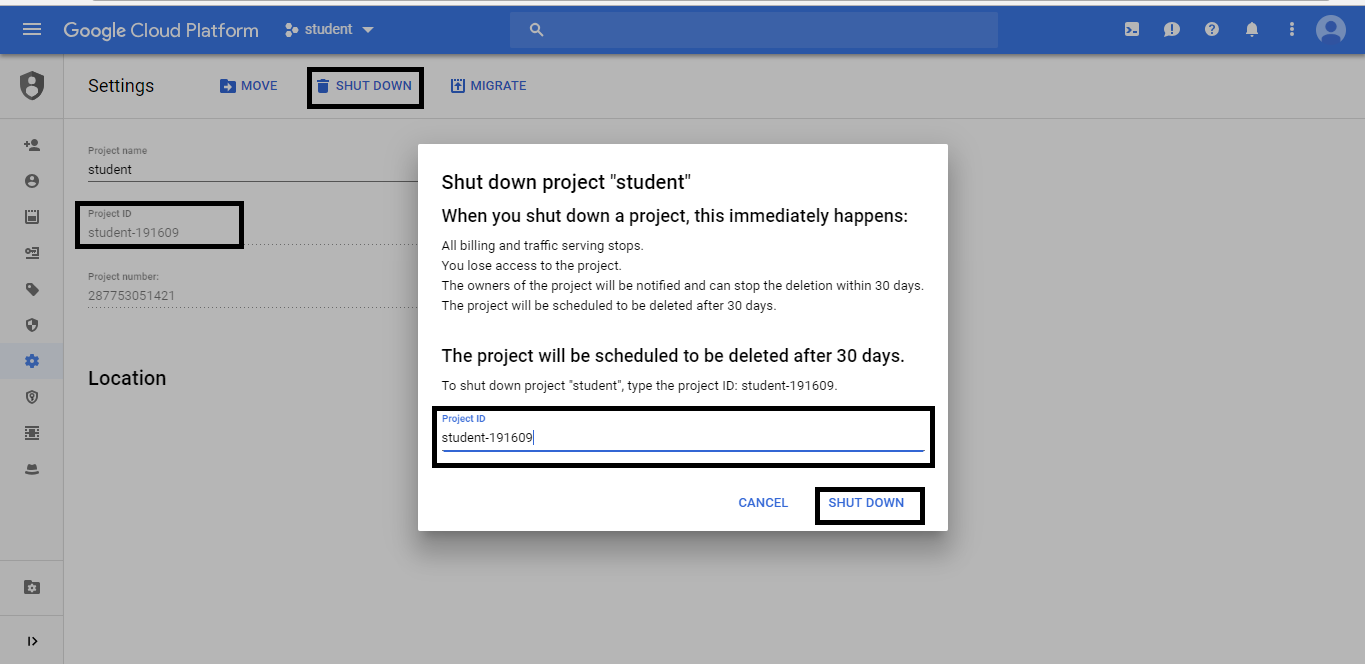 Google Cloud Platform
student
Settings
MOVE
SHUT DOWN
MIGRATE
Project name
student
Project ID
student-191609
Project number:
287753051421
Location
Shut down project "student"
When you shut down a project, this immediately happens:
All billing and traffic serving stops.
You lose access to the project.
The owners of the project will be notified and can stop the deletion within 30 days.
The project will be scheduled to be deleted after 30 days.
The project will be scheduled to be deleted after 30 days.
To shut down project "student", type the project ID: student-191609.
Project ID
student-191609
CANCEL
SHUT DOWN